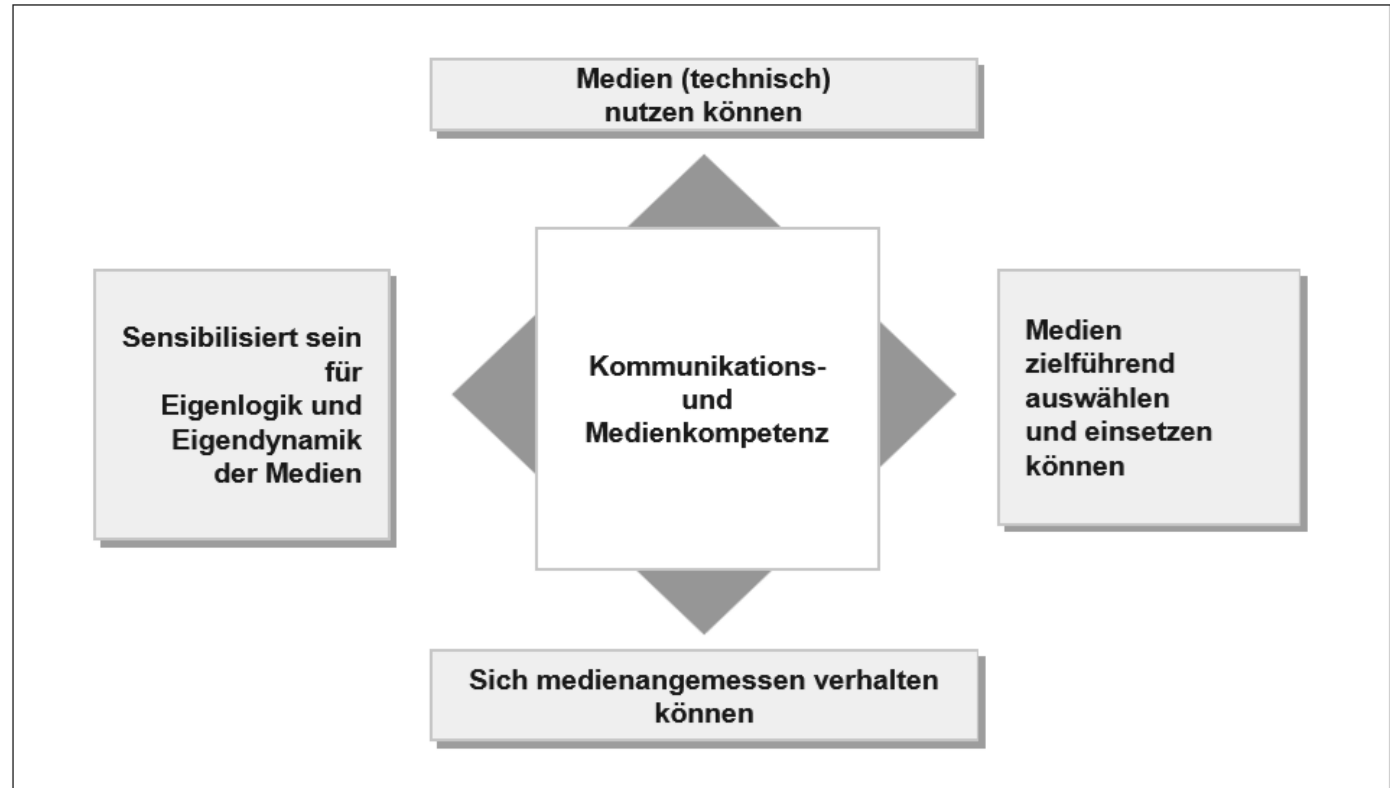 Medien (technisch)
nutzen können
Sensibilisiert sein
für
Eigenlogik und
Eigendynamik
der Medien
Kommunikations-
und
Medienkompetenz
Medien
zielführend
auswählen
und einsetzen
können
Sich medienangemessen verhalten
können